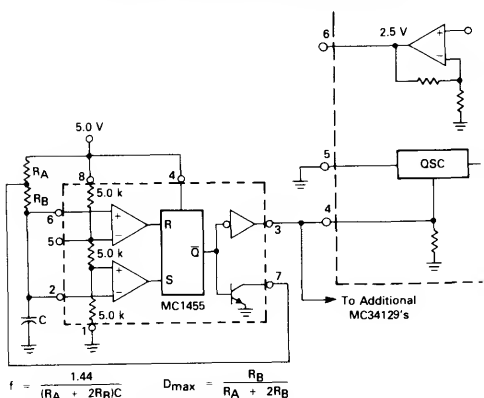 6
2.5 V
+
−
5.0 V
5
QSC
RA
8
4
5.0 k
RB
6
+
R
4
−
5
5.0 k
Q
3
+
S
7
2
−
MC1455
To Additional
MC34129's
C
5.0 k
1
f = 1.44 / (RA + 2RB)C
Dmax = RB / RA + 2RB